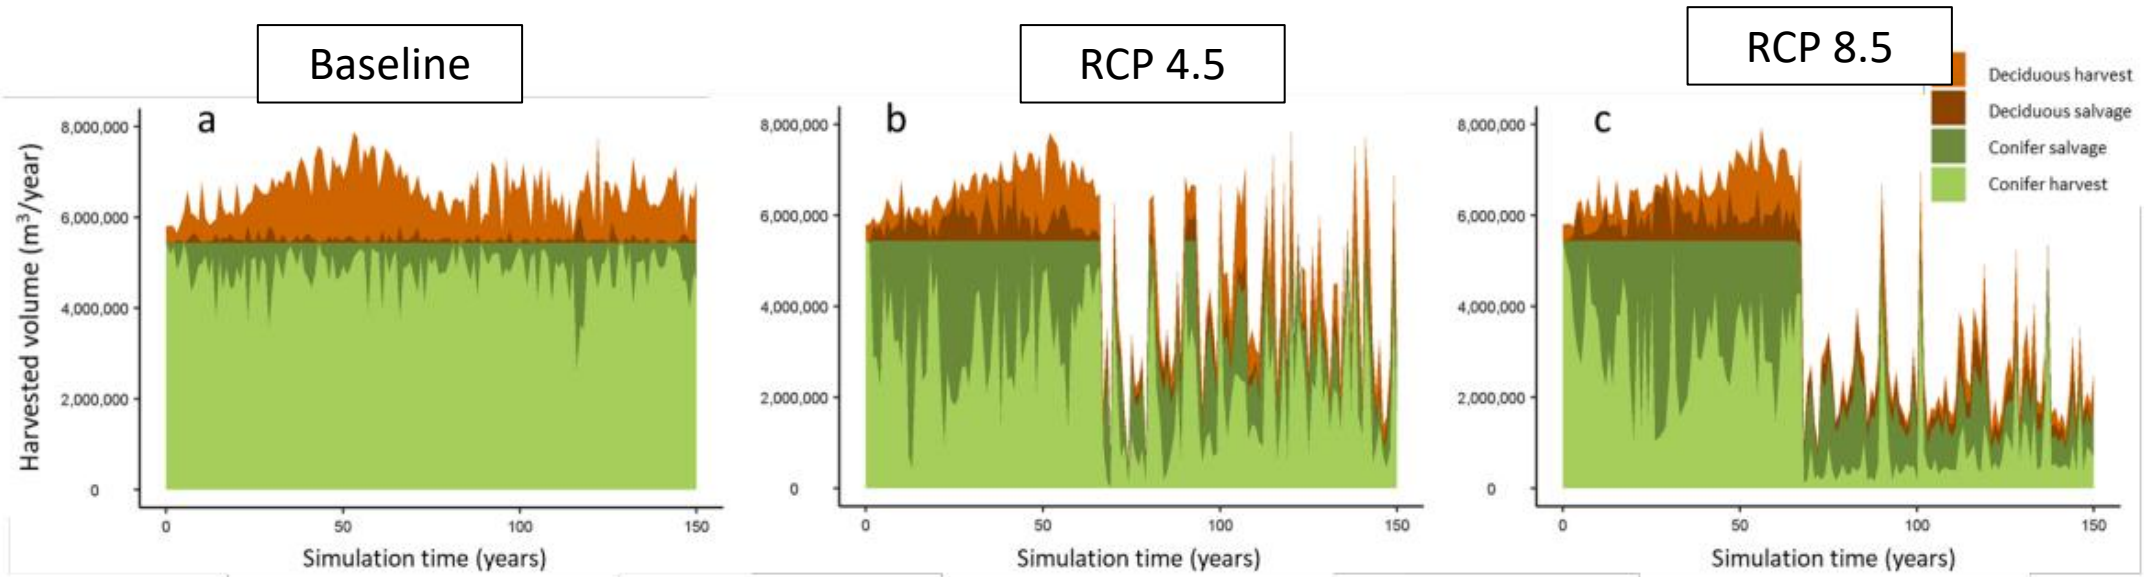 Baseline
RCP 4.5
RCP 8.5
Deciduous harvest
Deciduous salvage
Conifer salvage
Conifer harvest
a
b
c
Harvested volume (m³/year)
8,000,000
6,000,000
4,000,000
2,000,000
0
0 50 100 150
Simulation time (years)
8,000,000
6,000,000
4,000,000
2,000,000
0
0 50 100 150
Simulation time (years)
8,000,000
6,000,000
4,000,000
2,000,000
0
0 50 100 150
Simulation time (years)